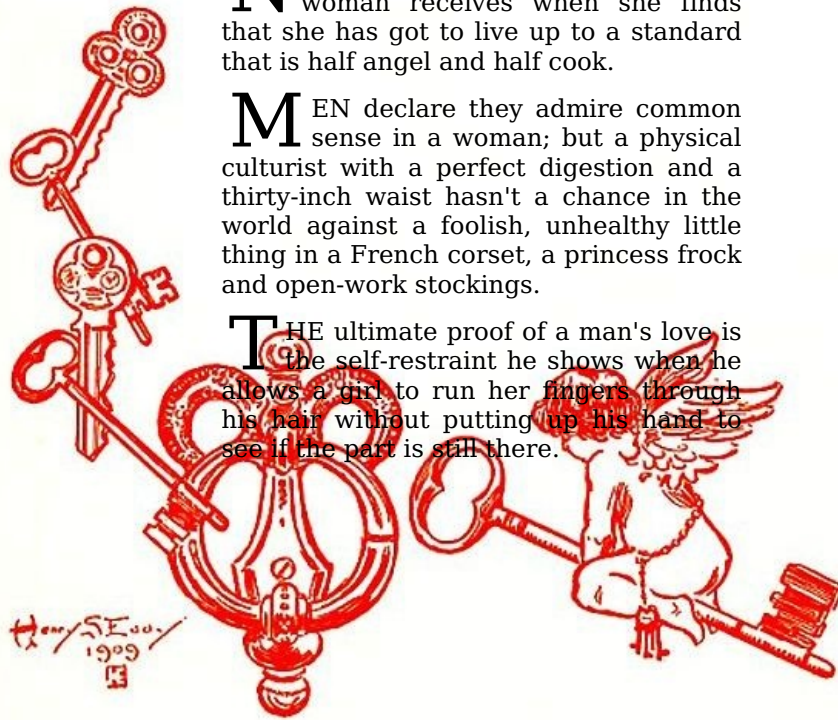 woman receives when she finds
that she has got to live up to a standard
that is half angel and half cook.
MEN declare they admire common
sense in a woman; but a physical
culturist with a perfect digestion and a
thirty-inch waist hasn't a chance in the
world against a foolish, unhealthy little
thing in a French corset, a princess frock
and open-work stockings.
THE ultimate proof of a man's love is
the self-restraint he shows when he
allows a girl to run her fingers through
his hair without putting up his hand to
see if the part is still there.
1909